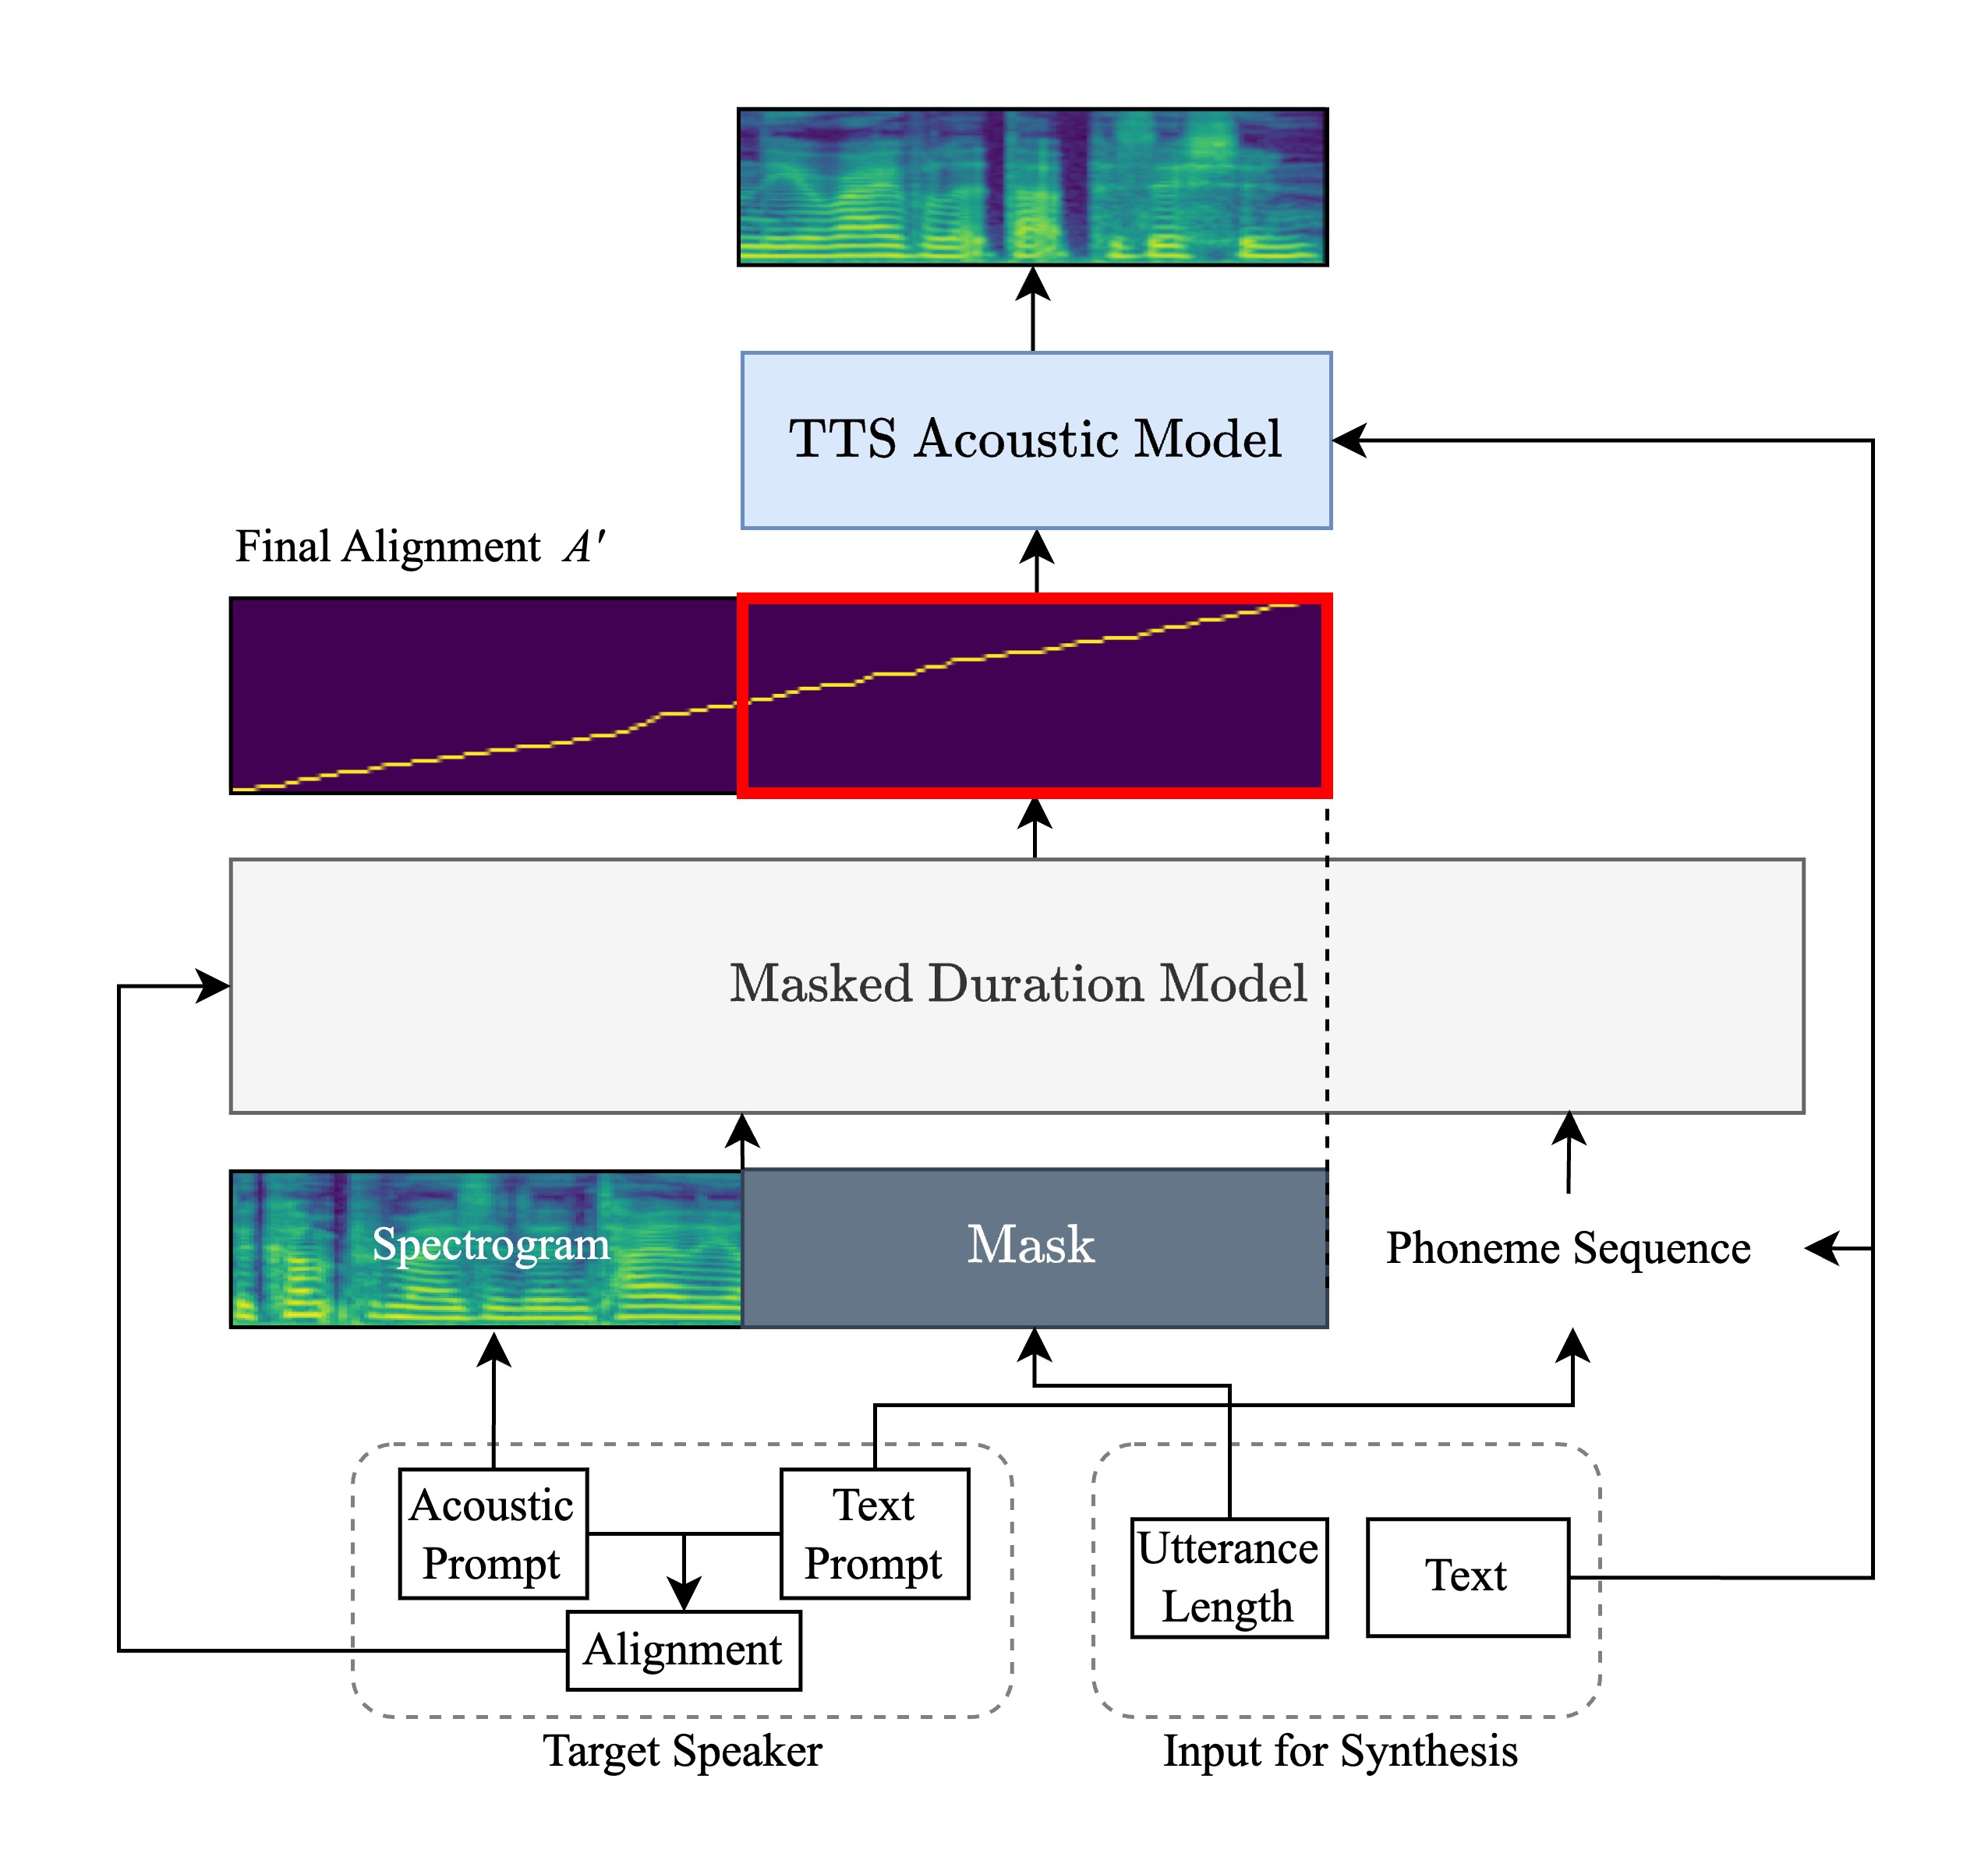 TTS Acoustic Model
Final Alignment A′
Masked Duration Model
Spectrogram
Mask
Phoneme Sequence
Acoustic
Prompt
Text
Prompt
Alignment
Utterance
Length
Text
Target Speaker
Input for Synthesis